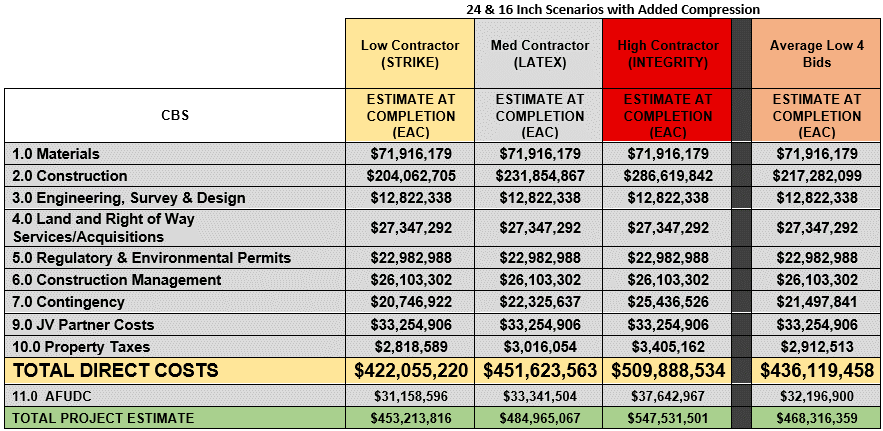 24 & 16 Inch Scenarios with Added Compression
Low Contractor (STRIKE) Med Contractor (LATEX) High Contractor (INTEGRITY) Average Low 4 Bids
CBS ESTIMATE AT COMPLETION (EAC) ESTIMATE AT COMPLETION (EAC) ESTIMATE AT COMPLETION (EAC) ESTIMATE AT COMPLETION (EAC)
1.0 Materials $71,916,179 $71,916,179 $71,916,179 $71,916,179
2.0 Construction $204,062,705 $231,854,867 $286,619,842 $217,282,099
3.0 Engineering, Survey & Design $12,822,338 $12,822,338 $12,822,338 $12,822,338
4.0 Land and Right of Way Services/Acquisitions $27,347,292 $27,347,292 $27,347,292 $27,347,292
5.0 Regulatory & Environmental Permits $22,982,988 $22,982,988 $22,982,988 $22,982,988
6.0 Construction Management $26,103,302 $26,103,302 $26,103,302 $26,103,302
7.0 Contingency $20,746,922 $22,325,637 $25,436,526 $21,497,841
9.0 JV Partner Costs $33,254,906 $33,254,906 $33,254,906 $33,254,906
10.0 Property Taxes $2,818,589 $3,016,054 $3,405,162 $2,912,513
TOTAL DIRECT COSTS $422,055,220 $451,623,563 $509,888,534 $436,119,458
11.0 AFUDC $31,158,596 $33,341,504 $37,642,967 $32,196,900
TOTAL PROJECT ESTIMATE $453,213,816 $484,965,067 $547,531,501 $468,316,359